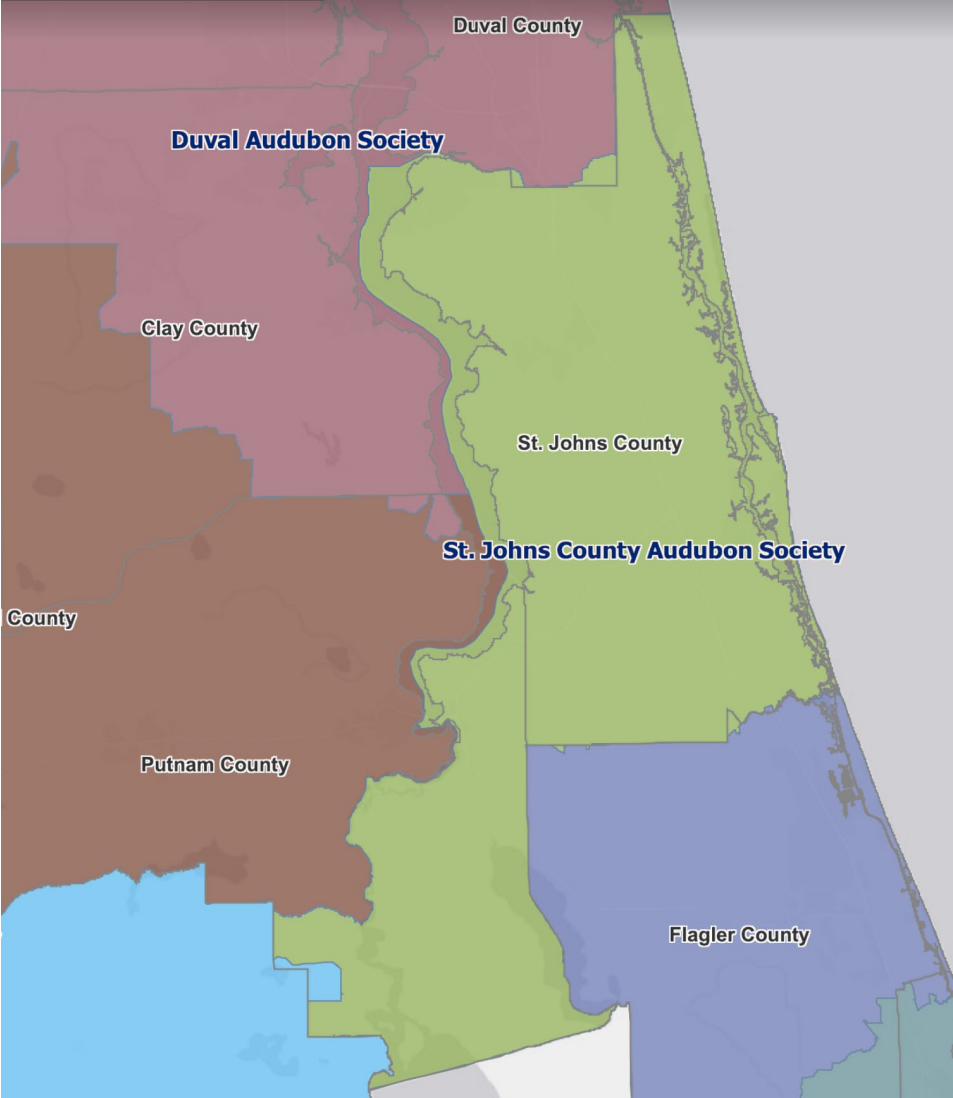 Duval County
Duval Audubon Society
Clay County
St. Johns County
St. Johns County Audubon Society
County
Putnam County
Flagler County